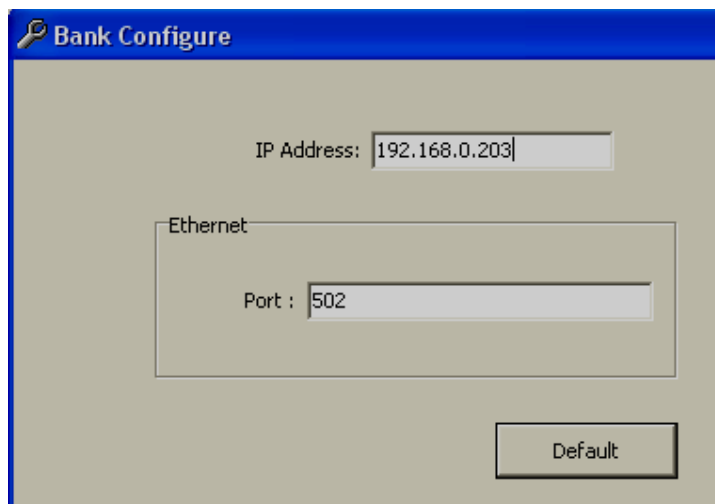 Bank Configure
IP Address: 192.168.0.203
Ethernet
Port : 502
Default